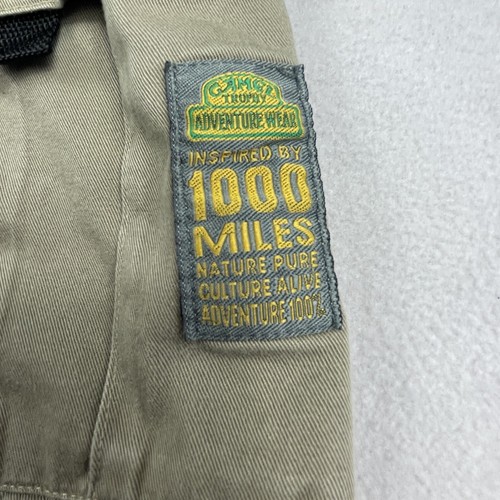 CAMEL
TROPHY
ADVENTURE WEAR
INSPIRED BY
1000
MILES
NATURE PURE
CULTURE ALIVE
ADVENTURE 100%